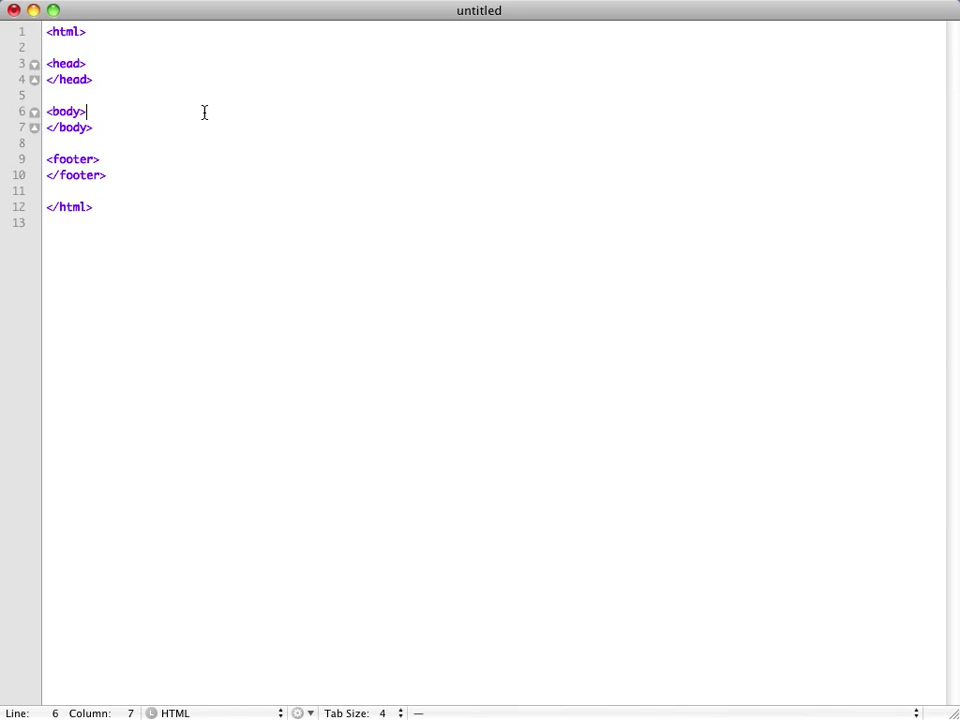 untitled
1 <html>
2
3 <head>
4 </head>
5
6 <body>
7 </body>
8
9 <footer>
10 </footer>
11
12 </html>
13
Line: 6 Column: 7 L HTML Tab Size: 4 —